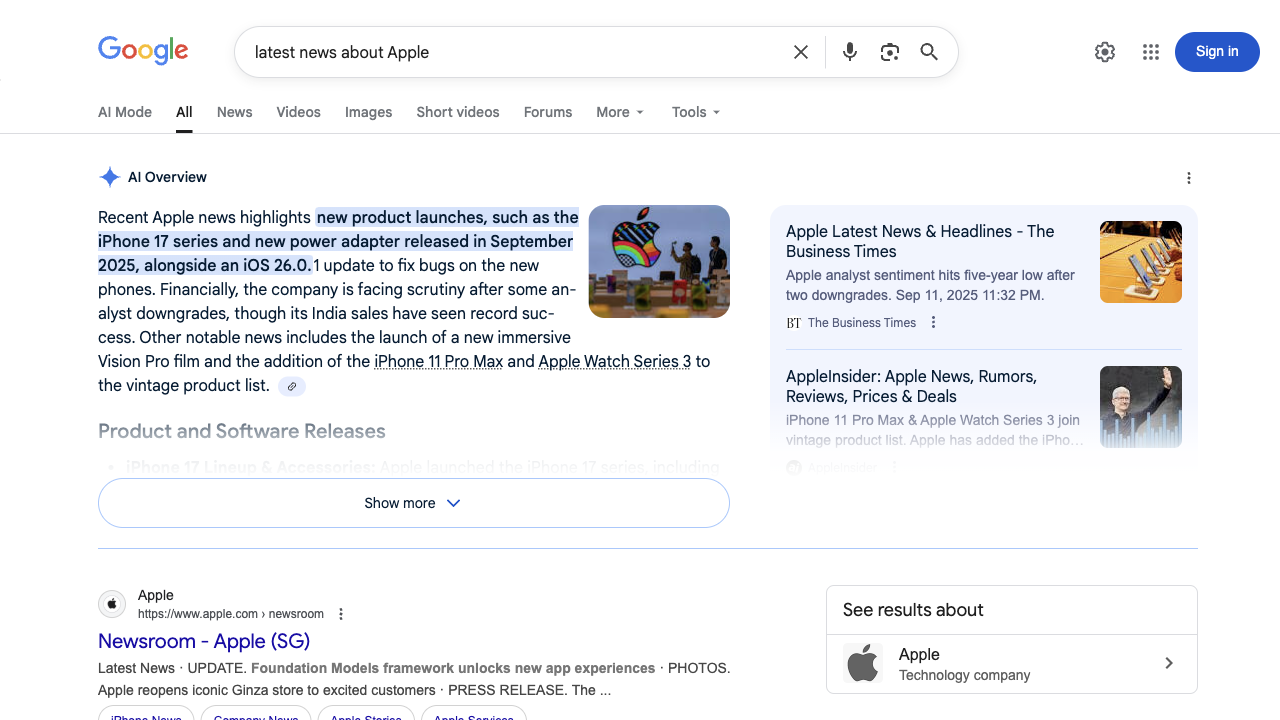 Google
latest news about Apple
Sign in
AI Mode
All
News
Videos
Images
Short videos
Forums
More
Tools
AI Overview
Recent Apple news highlights new product launches, such as the
iPhone 17 series and new power adapter released in September
2025, alongside an iOS 26.0.1 update to fix bugs on the new
phones. Financially, the company is facing scrutiny after some an-
alyst downgrades, though its India sales have seen record suc-
cess. Other notable news includes the launch of a new immersive
Vision Pro film and the addition of the iPhone 11 Pro Max and Apple Watch Series 3 to
the vintage product list.
Product and Software Releases
iPhone 17 Lineup & Accessories: Apple launched the iPhone 17 series, including
Show more
Apple Latest News & Headlines - The
Business Times
Apple analyst sentiment hits five-year low after
two downgrades. Sep 11, 2025 11:32 PM.
BT The Business Times
AppleInsider: Apple News, Rumors,
Reviews, Prices & Deals
iPhone 11 Pro Max & Apple Watch Series 3 join
vintage product list. Apple has added the iPho...
AppleInsider
Apple
https://www.apple.com › newsroom
Newsroom - Apple (SG)
Latest News · UPDATE. Foundation Models framework unlocks new app experiences · PHOTOS.
Apple reopens iconic Ginza store to excited customers · PRESS RELEASE. The ...
iPhone News
Company News
Apple Stories
Apple Services
See results about
Apple
Technology company